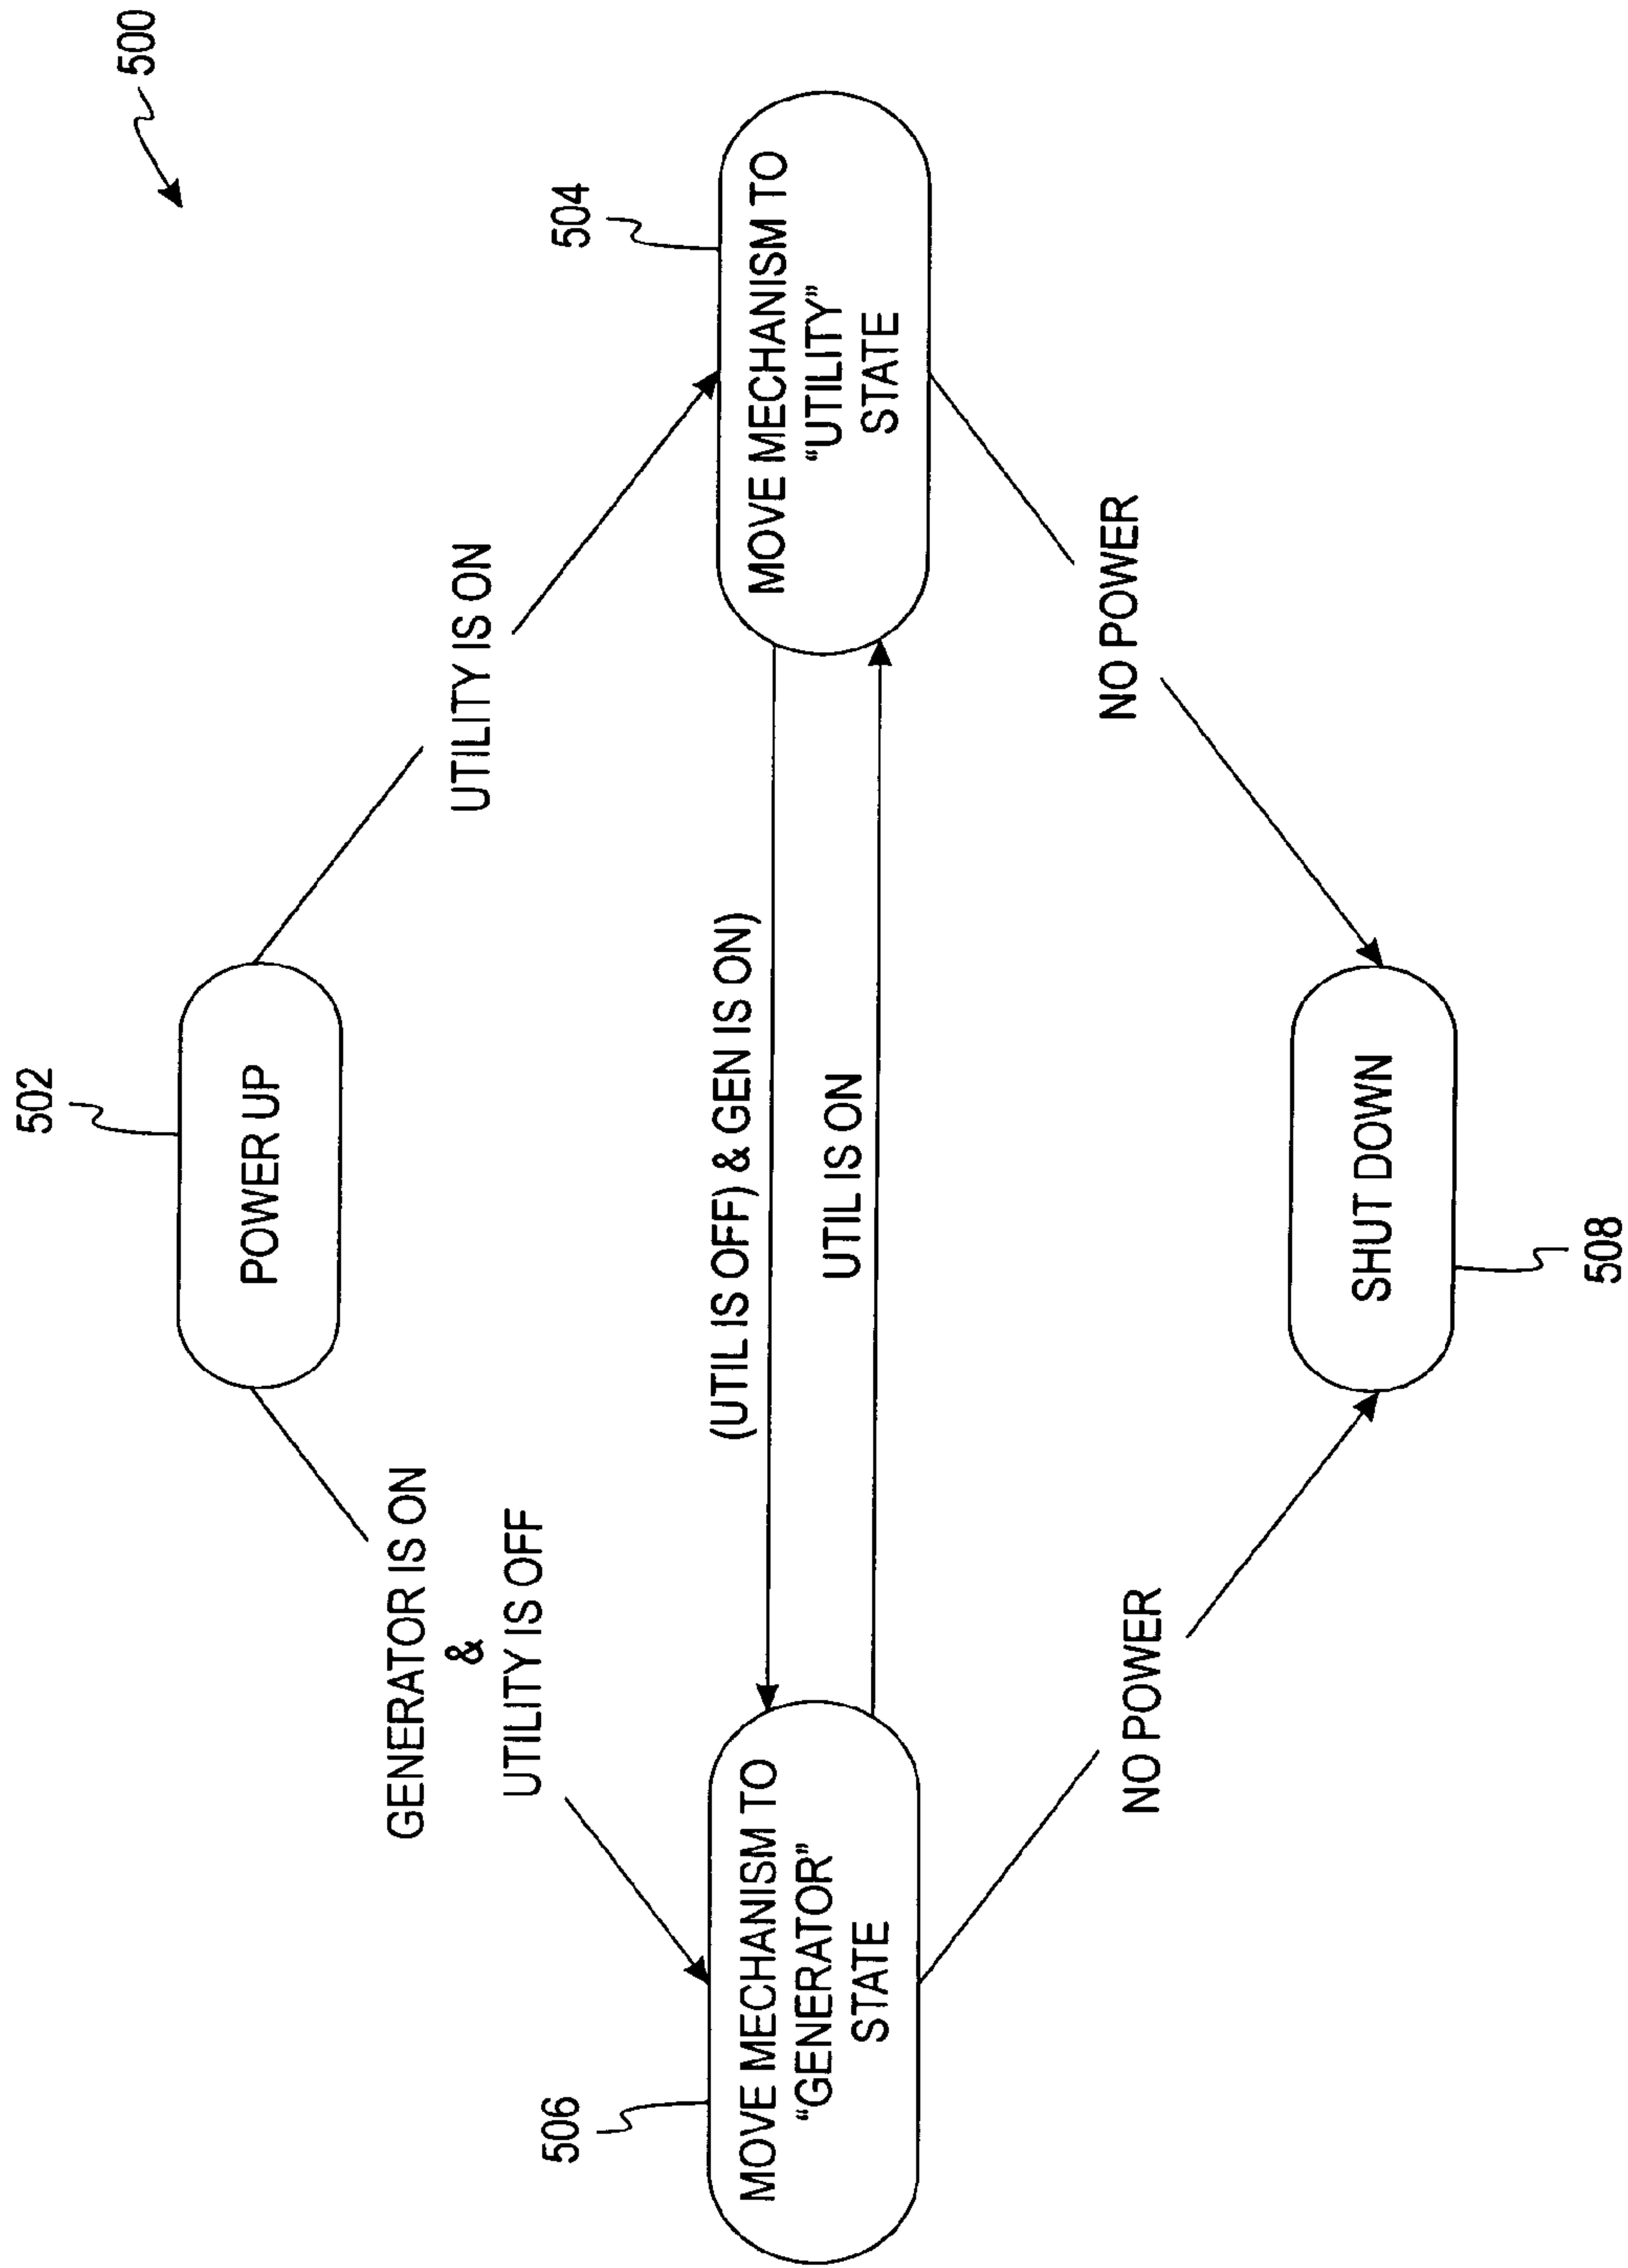 500
502
POWER UP
GENERATOR IS ON
&
UTILITY IS OFF
UTILITY IS ON
506
MOVE MECHANISM TO
"GENERATOR"
STATE
(UTIL IS OFF) & GEN IS ON)
UTIL IS ON
504
MOVE MECHANISM TO
"UTILITY"
STATE
NO POWER
NO POWER
SHUT DOWN
508